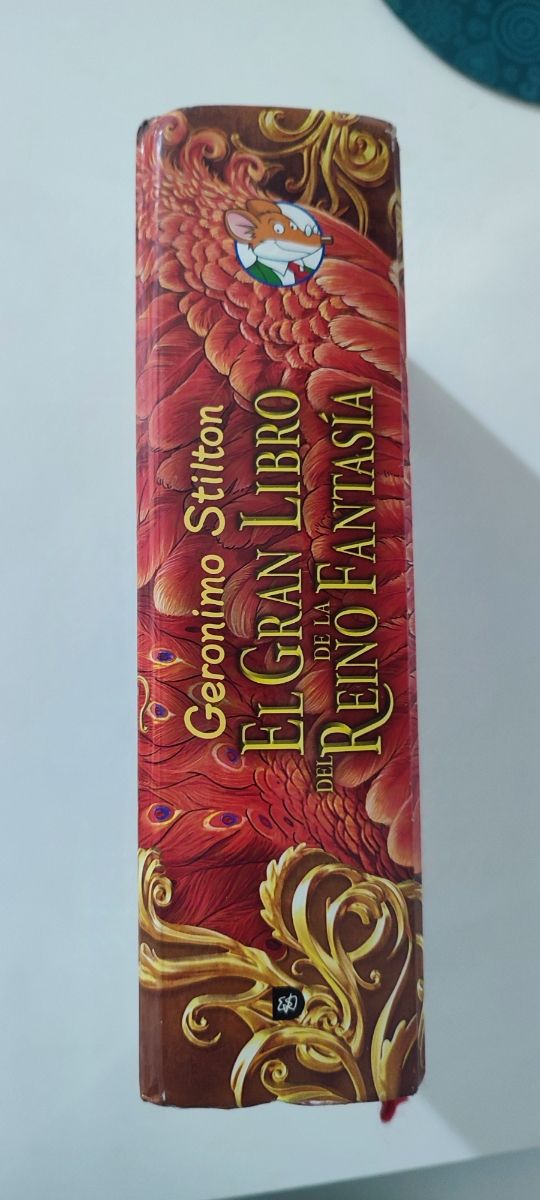 Geronimo Stilton
EL GRAN LIBRO
DEL REINO DE LA FANTASÍA